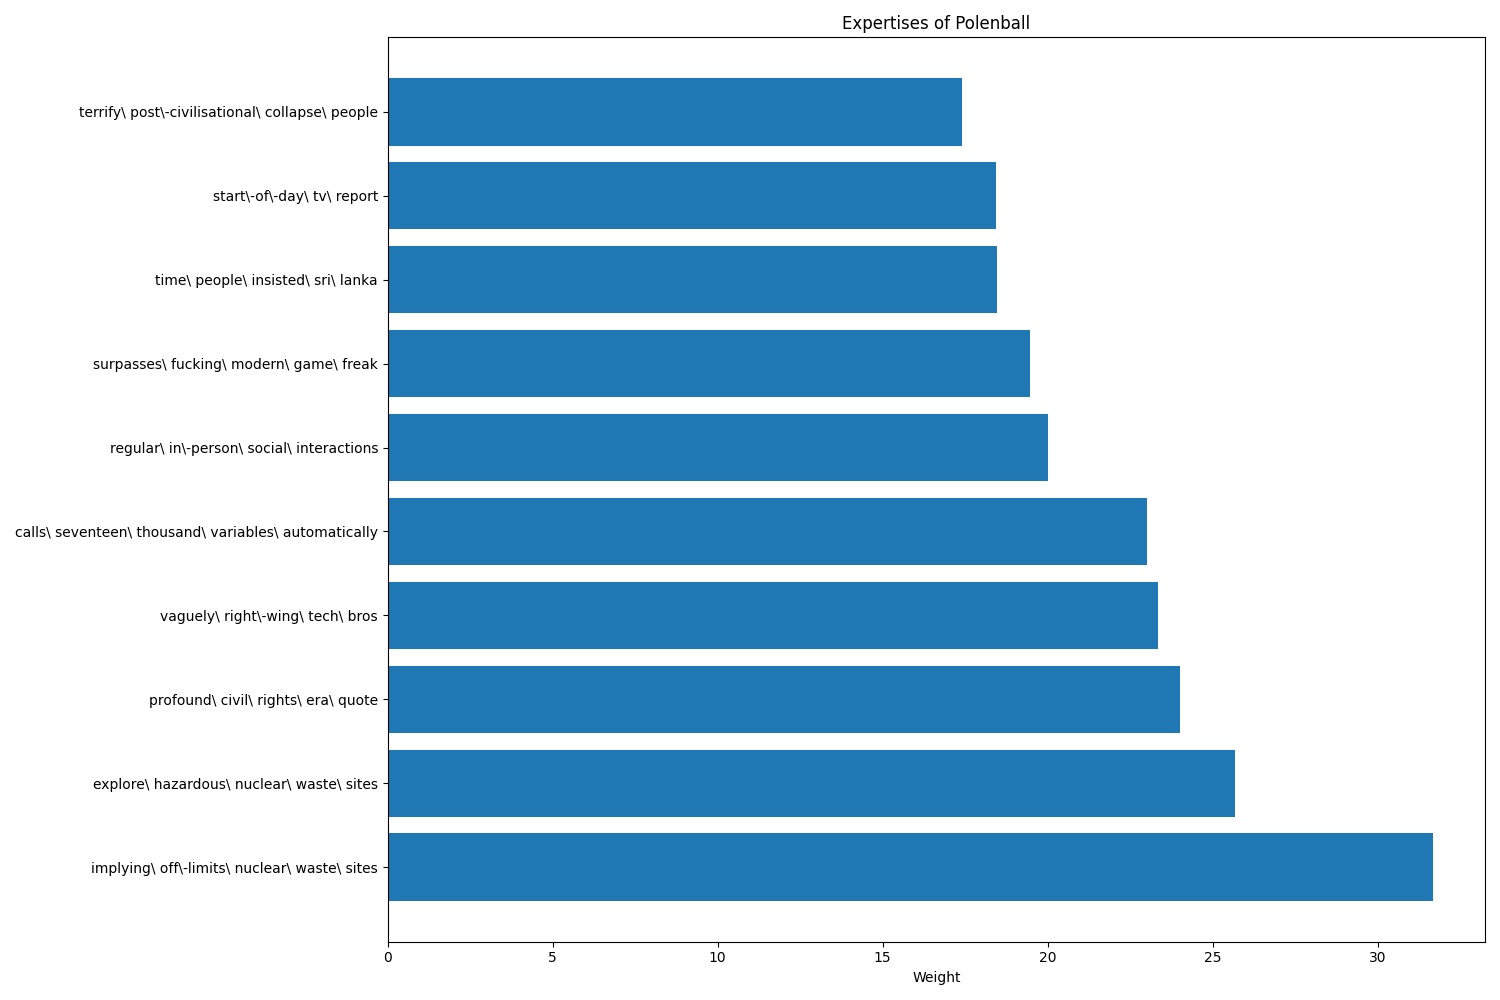 Expertises of Polenball
terrify\ post\-civilisational\ collapse\ people
start\-of\-day\ tv\ report
time\ people\ insisted\ sri\ lanka
surpasses\ fucking\ modern\ game\ freak
regular\ in\-person\ social\ interactions
calls\ seventeen\ thousand\ variables\ automatically
vaguely\ right\-wing\ tech\ bros
profound\ civil\ rights\ era\ quote
explore\ hazardous\ nuclear\ waste\ sites
implying\ off\-limits\ nuclear\ waste\ sites
0 5 10 15 20 25 30
Weight